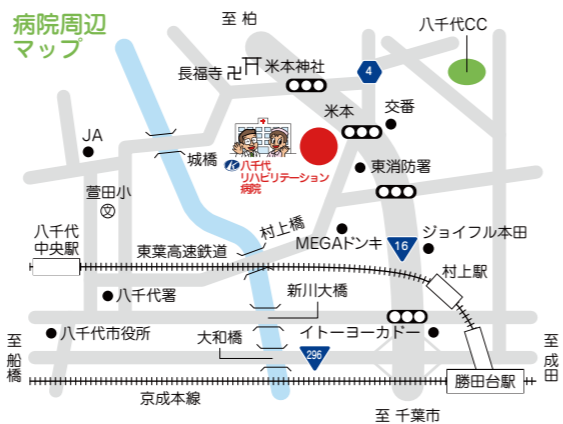 病院周辺
マップ
至 柏
八千代CC
長福寺
卍
米本神社
4
米本
交番
JA
城橋
K
八千代
リハビリテーション
病院
東消防署
萱田小
文
村上橋
MEGAドンキ
16
ジョイフル本田
八千代
中央駅
東葉高速鉄道
村上駅
八千代署
新川大橋
八千代市役所
大和橋
イトーヨーカドー
296
至
船橋
至
成田
京成本線
勝田台駅
至 千葉市